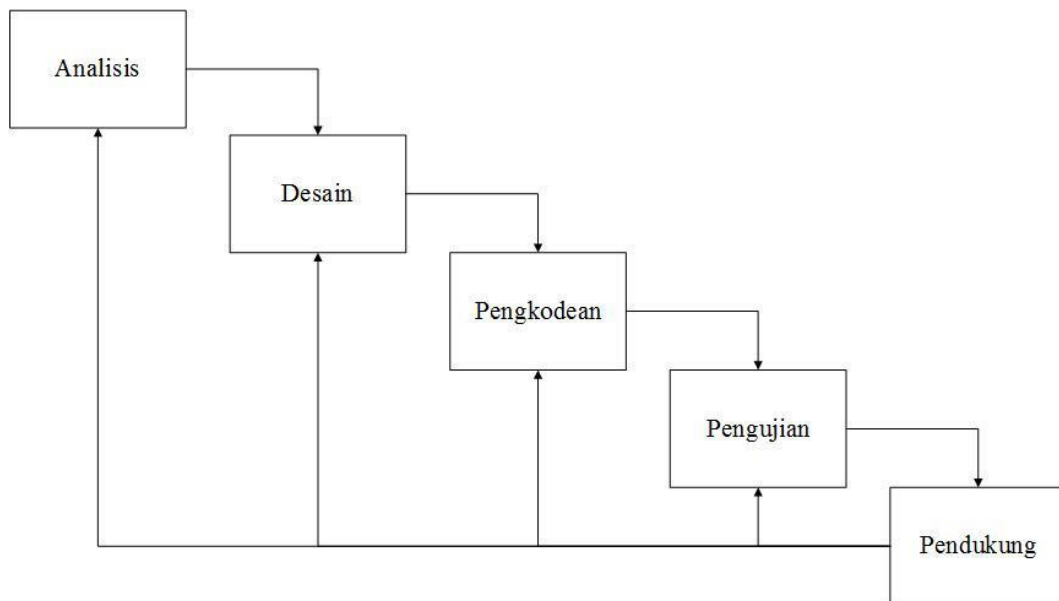 Analisis
Desain
Pengkodean
Pengujian
Pendukung